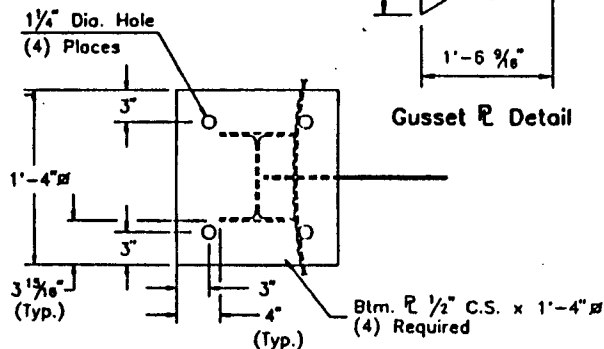 1¼" Dia. Hole
(4) Places
1'-6 9/16"
Gusset ⅊ Detail
3"
1'-4"⌀
3"
3 15/16"
(Typ.)
3"
4"
(Typ.)
Btm. ⅊ 1/2" C.S. x 1'-4"⌀
(4) Required